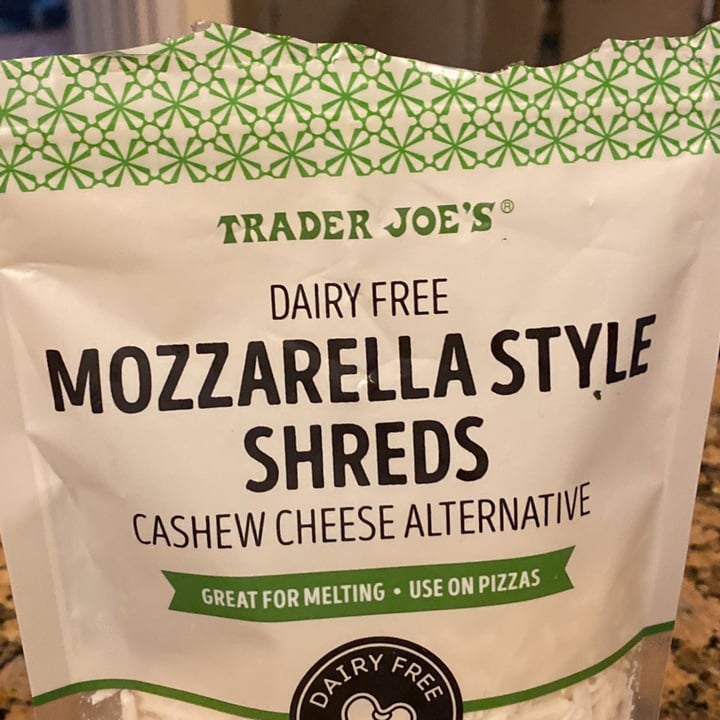 TRADER JOE'S®
DAIRY FREE
MOZZARELLA STYLE
SHREDS
CASHEW CHEESE ALTERNATIVE
GREAT FOR MELTING • USE ON PIZZAS
DAIRY FREE